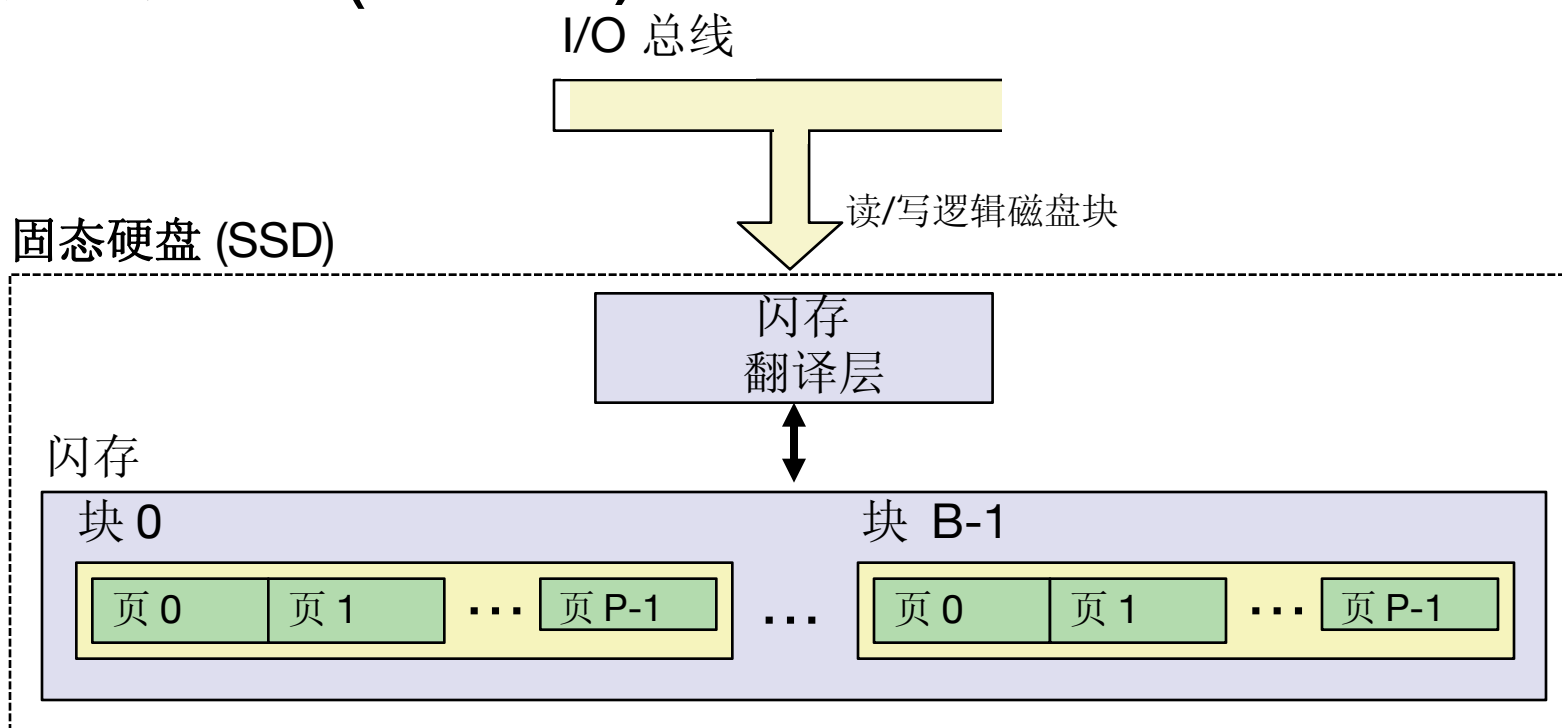 I/O 总线
读/写逻辑磁盘块
固态硬盘 (SSD)
闪存
翻译层
闪存
块 0
块 B-1
页 0 页 1 ... 页 P-1 ... 页 0 页 1 ... 页 P-1